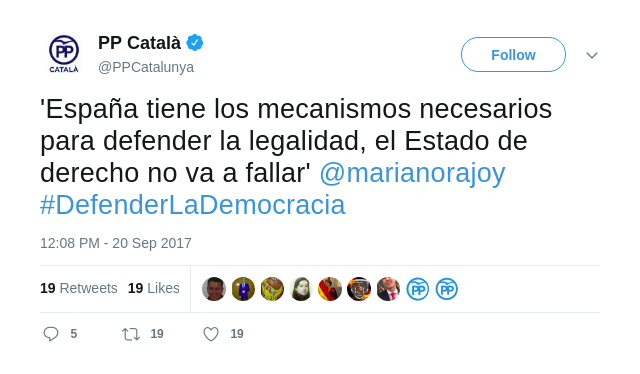 PP Català
@PPCatalunya
Follow
PP
CATALÀ
'España tiene los mecanismos necesarios
para defender la legalidad, el Estado de
derecho no va a fallar' @marianorajoy
#DefenderLaDemocracia
12:08 PM - 20 Sep 2017
19 Retweets 19 Likes
PP PP
5 19 19